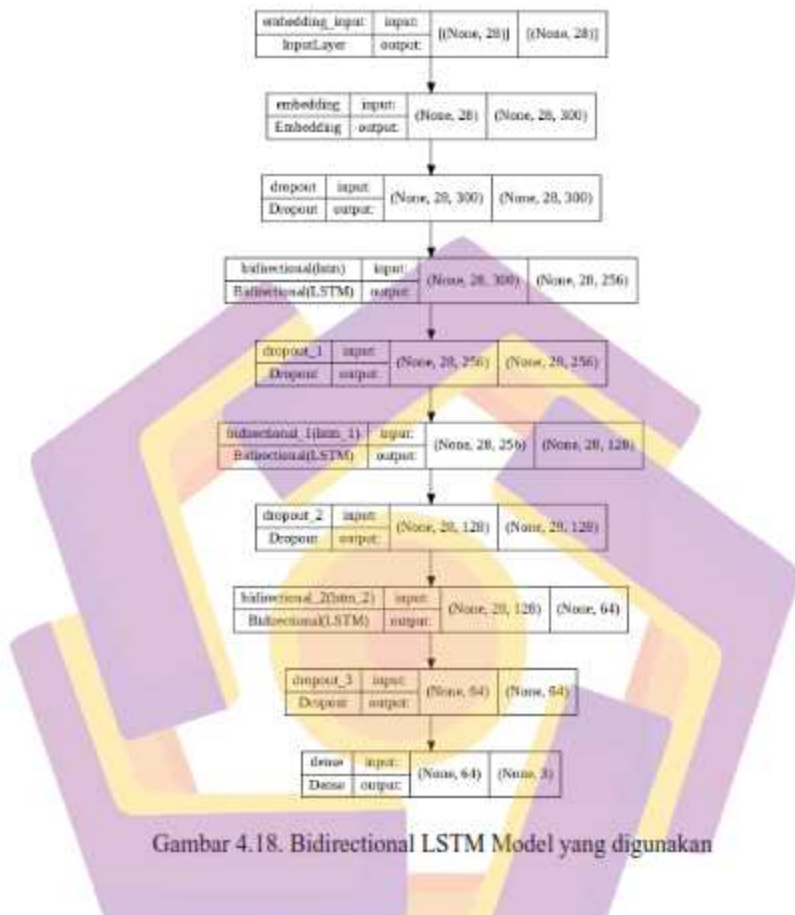 embedding_input input: [(None, 28)] [(None, 28)]
InputLayer output:
embedding input: (None, 28) (None, 28, 300)
Embedding output:
dropout input: (None, 28, 300) (None, 28, 300)
Dropout output:
bidirectional(lstm) input: (None, 28, 300) (None, 28, 256)
Bidirectional(LSTM) output:
dropout_1 input: (None, 28, 256) (None, 28, 256)
Dropout output:
bidirectional_1(lstm_1) input: (None, 28, 256) (None, 28, 128)
Bidirectional(LSTM) output:
dropout_2 input: (None, 28, 128) (None, 28, 128)
Dropout output:
bidirectional_2(lstm_2) input: (None, 28, 128) (None, 64)
Bidirectional(LSTM) output:
dropout_3 input: (None, 64) (None, 64)
Dropout output:
dense input: (None, 64) (None, 3)
Dense output:
Gambar 4.18. Bidirectional LSTM Model yang digunakan